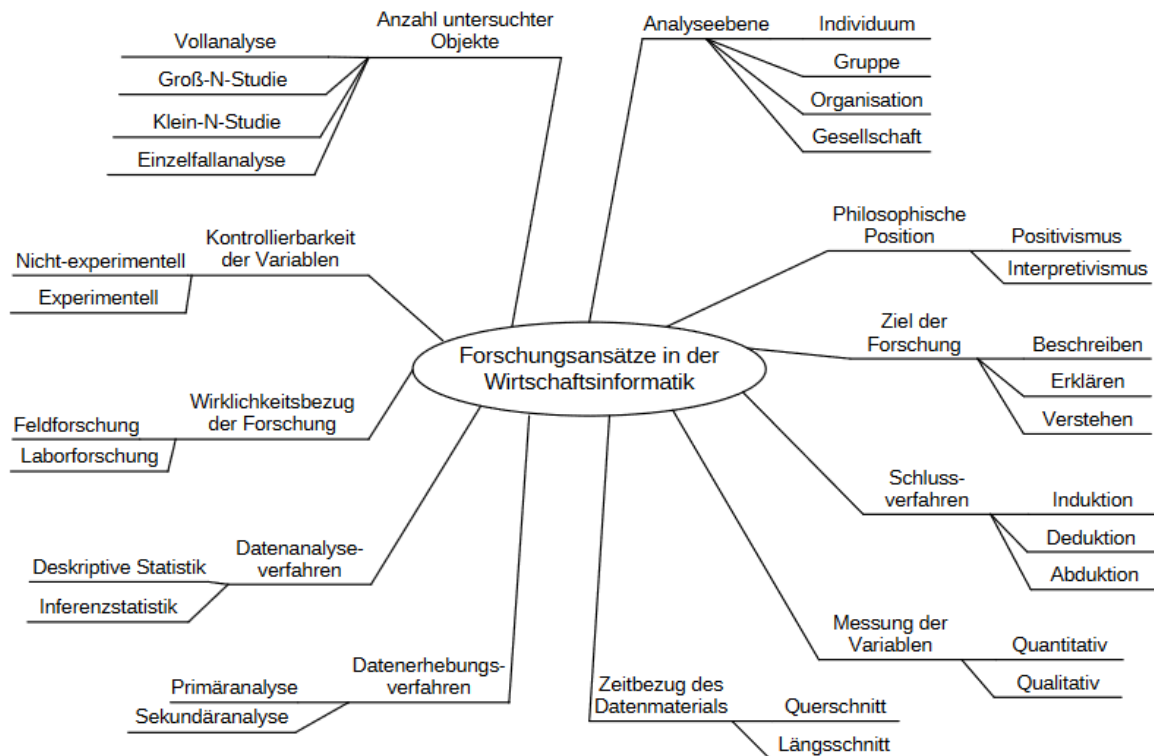 Anzahl untersuchter
Objekte
Vollanalyse
Groß-N-Studie
Klein-N-Studie
Einzelfallanalyse
Analyseebene
Individuum
Gruppe
Organisation
Gesellschaft
Philosophische
Position
Positivismus
Interpretivismus
Kontrollierbarkeit
der Variablen
Nicht-experimentell
Experimentell
Forschungsansätze in der
Wirtschaftsinformatik
Ziel der
Forschung
Beschreiben
Erklären
Verstehen
Wirklichkeitsbezug
der Forschung
Feldforschung
Laborforschung
Schluss-
verfahren
Induktion
Deduktion
Abduktion
Datenanalyse-
verfahren
Deskriptive Statistik
Inferenzstatistik
Messung der
Variablen
Quantitativ
Qualitativ
Datenerhebungs-
verfahren
Primäranalyse
Sekundäranalyse
Zeitbezug des
Datenmaterials
Querschnitt
Längsschnitt